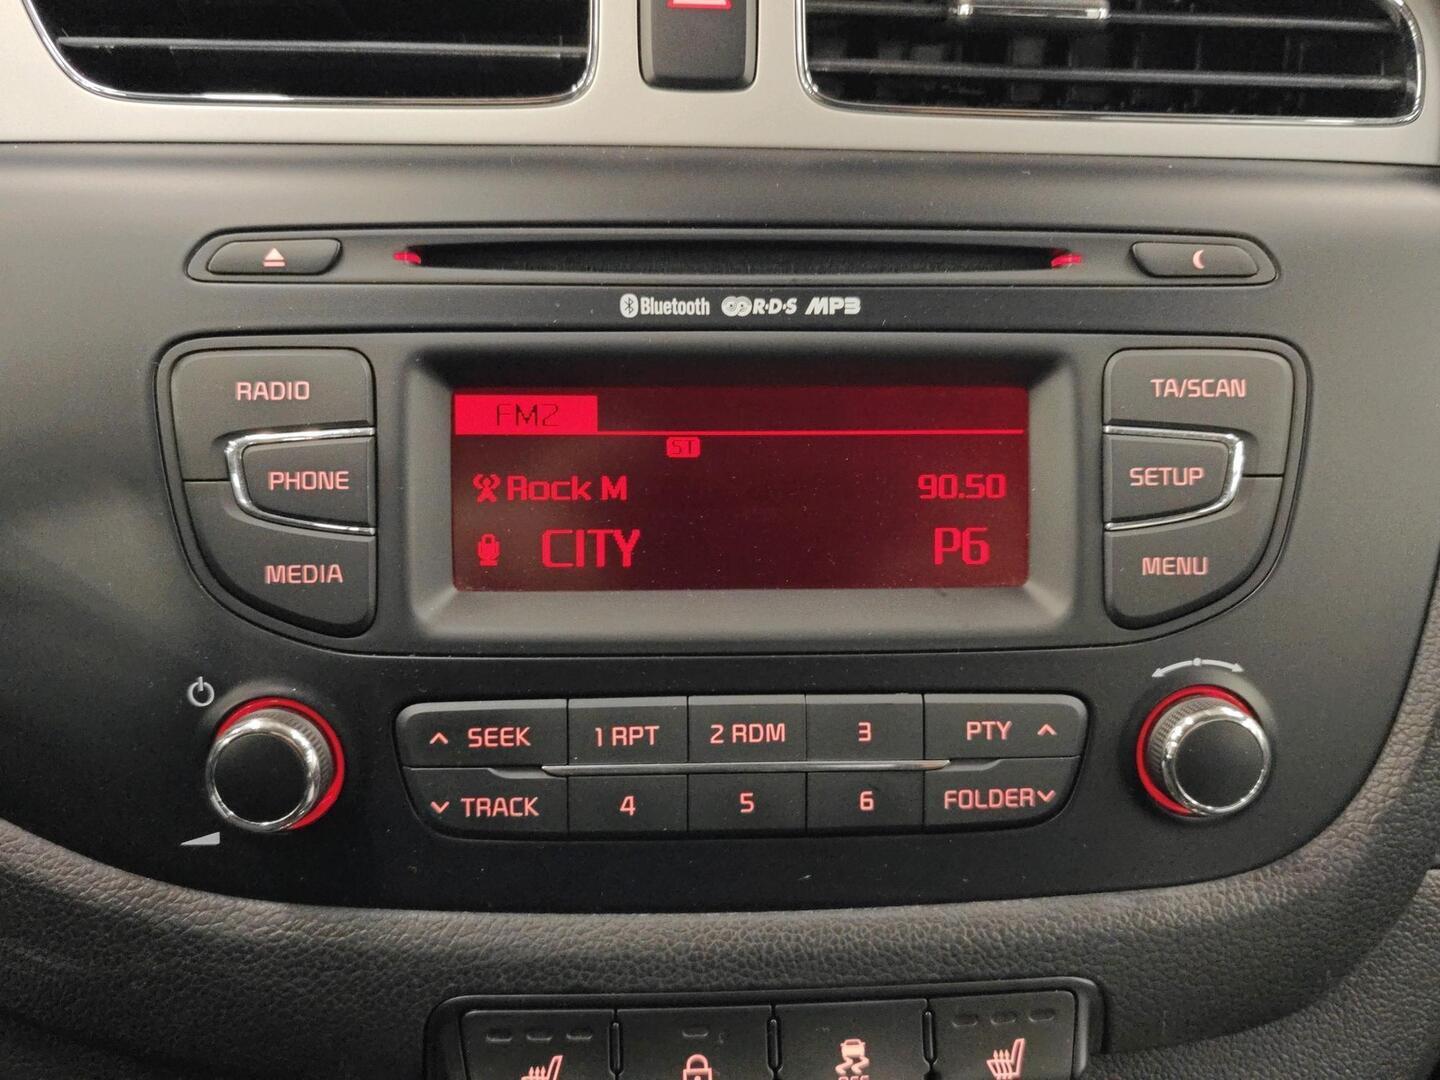 Bluetooth R·D·S MP3
RADIO
PHONE
MEDIA
FM2
ST
Rock M 90.50
CITY P6
TA/SCAN
SETUP
MENU
SEEK 1 RPT 2 RDM 3 PTY
TRACK 4 5 6 FOLDER
OFF